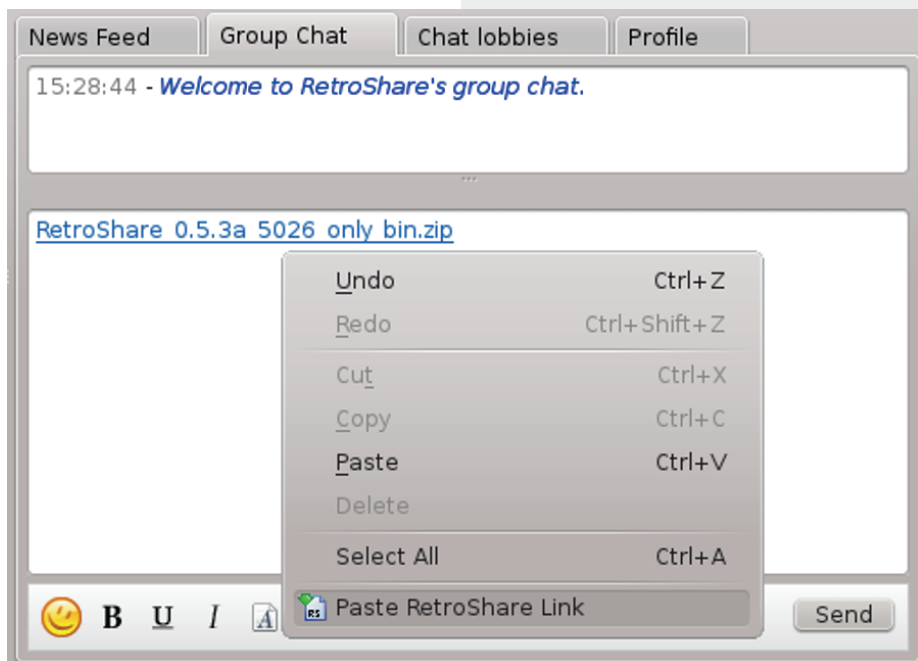 News Feed Group Chat Chat lobbies Profile
15:28:44 - Welcome to RetroShare's group chat.
RetroShare_0.5.3a_5026_only_bin.zip
Undo Ctrl+Z
Redo Ctrl+Shift+Z
Cut Ctrl+X
Copy Ctrl+C
Paste Ctrl+V
Delete
Select All Ctrl+A
RS Paste RetroShare Link
B U I A Send